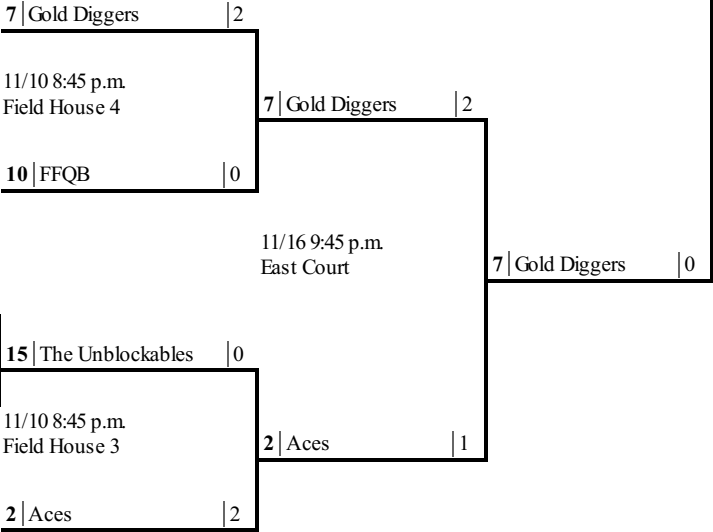 7 Gold Diggers 2
11/10 8:45 p.m.
Field House 4
7 Gold Diggers 2
10 FFQB 0
11/16 9:45 p.m.
East Court
7 Gold Diggers 0
15 The Unblockables 0
11/10 8:45 p.m.
Field House 3
2 Aces 1
2 Aces 2